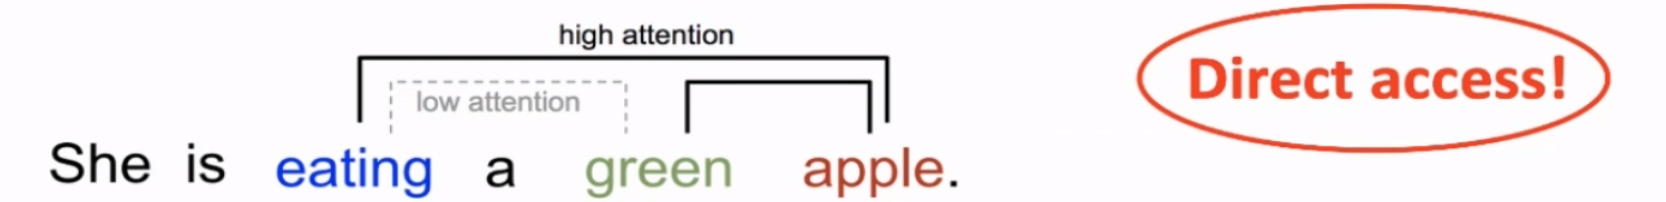 high attention
low attention
Direct access!
She is eating a green apple.